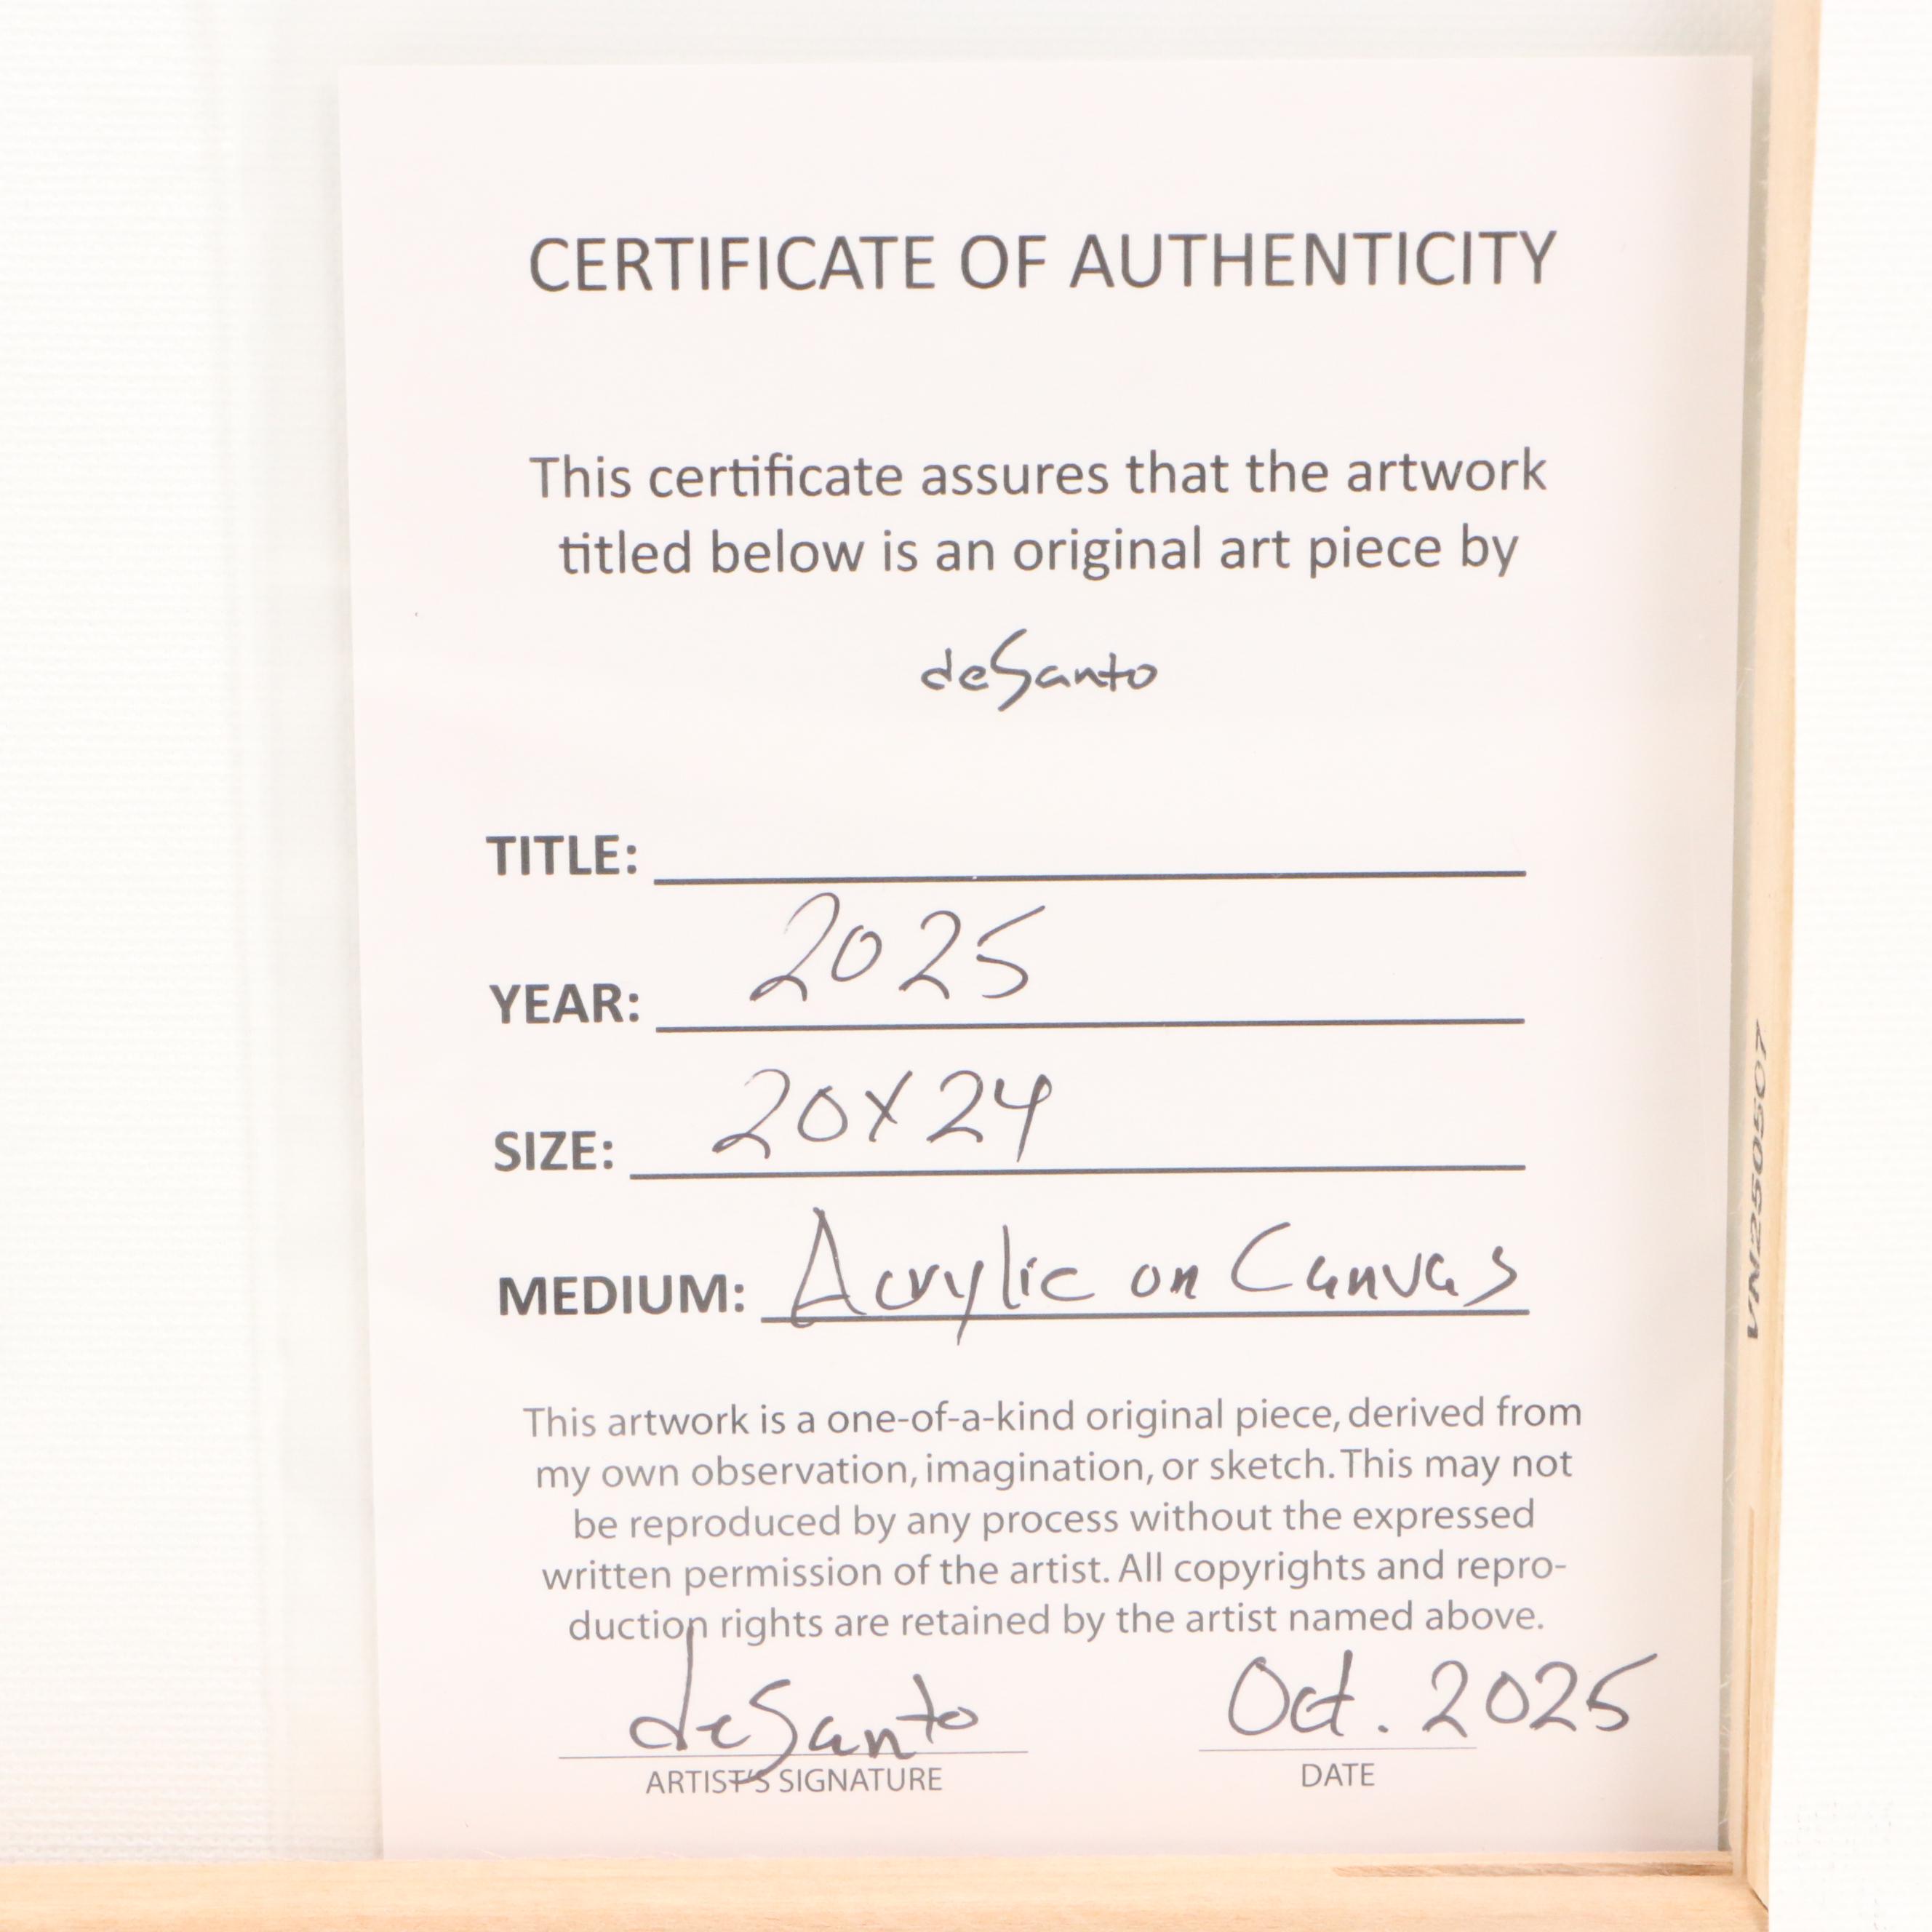 CERTIFICATE OF AUTHENTICITY
This certificate assures that the artwork
titled below is an original art piece by
deSanto
TITLE:
YEAR: 2025
SIZE: 20x24
MEDIUM: Acrylic on Canvas
This artwork is a one-of-a-kind original piece, derived from
my own observation, imagination, or sketch. This may not
be reproduced by any process without the expressed
written permission of the artist. All copyrights and repro-
duction rights are retained by the artist named above.
deSanto Oct. 2025
ARTIST'S SIGNATURE DATE
VN250507